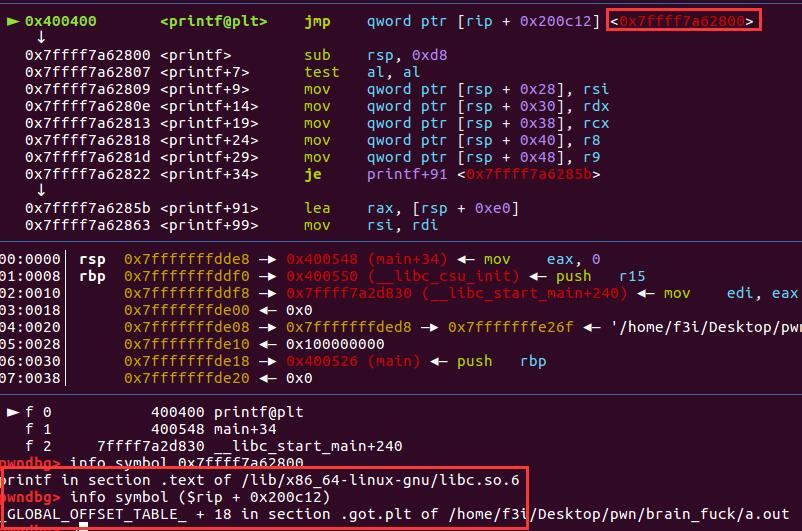 ► 0x400400 <printf@plt> jmp qword ptr [rip + 0x200c12] <0x7ffff7a62800>
↓
0x7ffff7a62800 <printf> sub rsp, 0xd8
0x7ffff7a62807 <printf+7> test al, al
0x7ffff7a62809 <printf+9> mov qword ptr [rsp + 0x28], rsi
0x7ffff7a6280e <printf+14> mov qword ptr [rsp + 0x30], rdx
0x7ffff7a62813 <printf+19> mov qword ptr [rsp + 0x38], rcx
0x7ffff7a62818 <printf+24> mov qword ptr [rsp + 0x40], r8
0x7ffff7a6281d <printf+29> mov qword ptr [rsp + 0x48], r9
0x7ffff7a62822 <printf+34> je printf+91 <0x7ffff7a6285b>
↓
0x7ffff7a6285b <printf+91> lea rax, [rsp + 0xe0]
0x7ffff7a62863 <printf+99> mov rsi, rdi
00:0000│ rsp 0x7fffffffdde8 —► 0x400548 (main+34) ◄— mov eax, 0
01:0008│ rbp 0x7fffffffddf0 —► 0x400550 (__libc_csu_init) ◄— push r15
02:0010│ 0x7fffffffddf8 —► 0x7ffff7a2d830 (__libc_start_main+240) ◄— mov edi, eax
03:0018│ 0x7fffffffde00 ◄— 0x0
04:0020│ 0x7fffffffde08 —► 0x7fffffffded8 —► 0x7fffffffe26f ◄— '/home/f3i/Desktop/pwn
05:0028│ 0x7fffffffde10 ◄— 0x100000000
06:0030│ 0x7fffffffde18 —► 0x400526 (main) ◄— push rbp
07:0038│ 0x7fffffffde20 ◄— 0x0
► f 0 400400 printf@plt
f 1 400548 main+34
f 2 7ffff7a2d830 __libc_start_main+240
pwndbg> info symbol 0x7ffff7a62800
printf in section .text of /lib/x86_64-linux-gnu/libc.so.6
pwndbg> info symbol ($rip + 0x200c12)
_GLOBAL_OFFSET_TABLE_ + 18 in section .got.plt of /home/f3i/Desktop/pwn/brain_fuck/a.out
pwndbg>